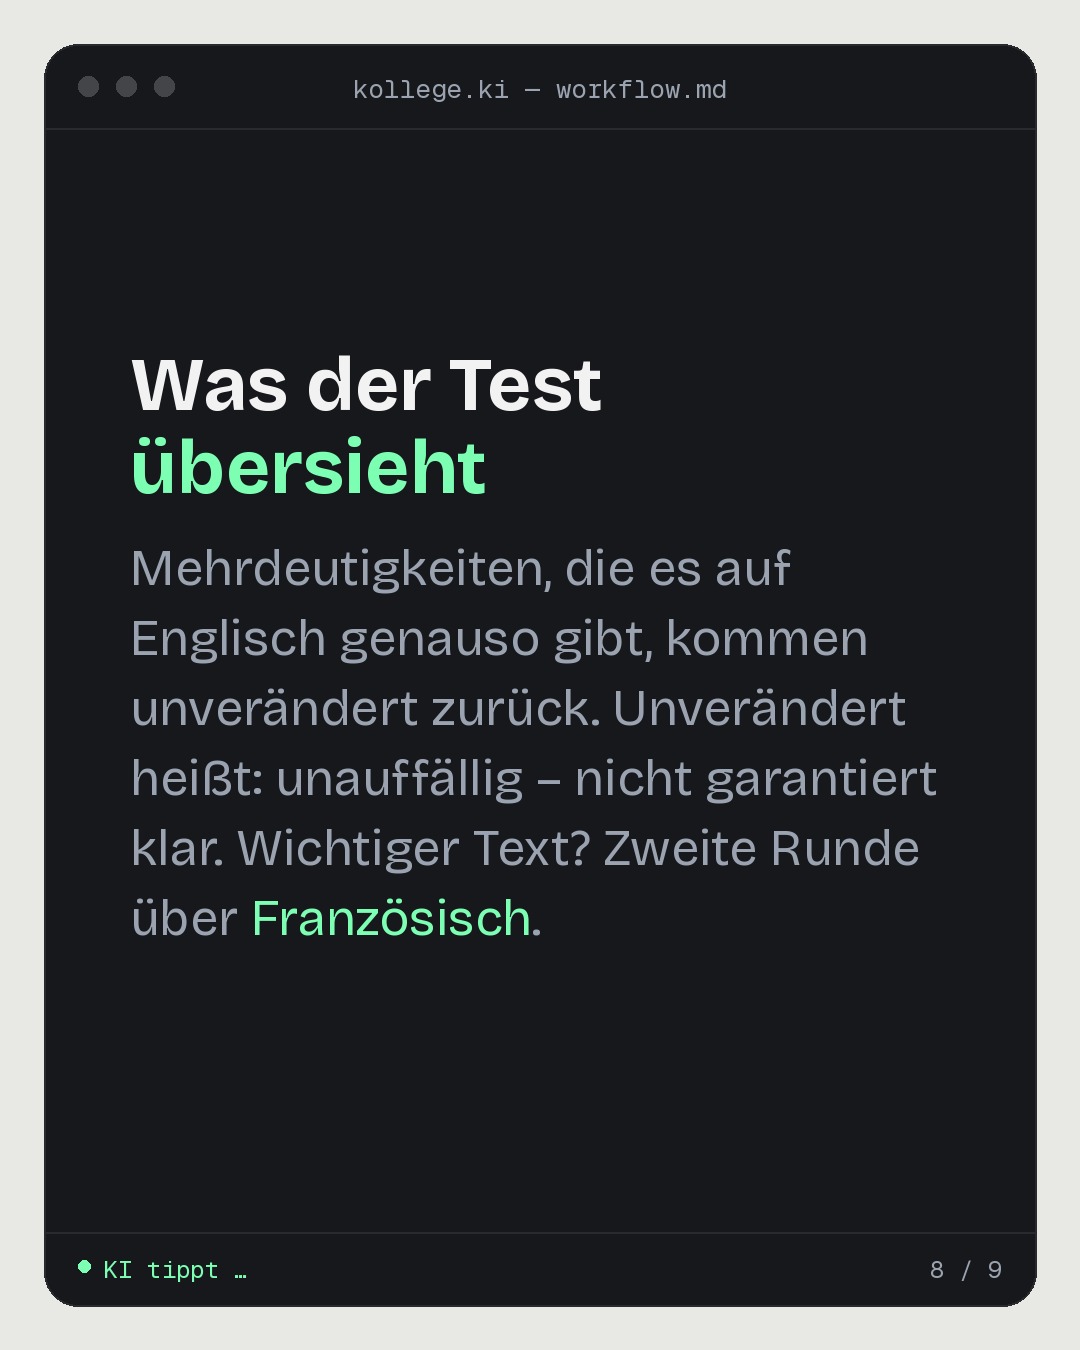 kollege.ki — workflow.md
Was der Test
übersieht
Mehrdeutigkeiten, die es auf
Englisch genauso gibt, kommen
unverändert zurück. Unverändert
heißt: unauffällig – nicht garantiert
klar. Wichtiger Text? Zweite Runde
über Französisch.
KI tippt …
8 / 9